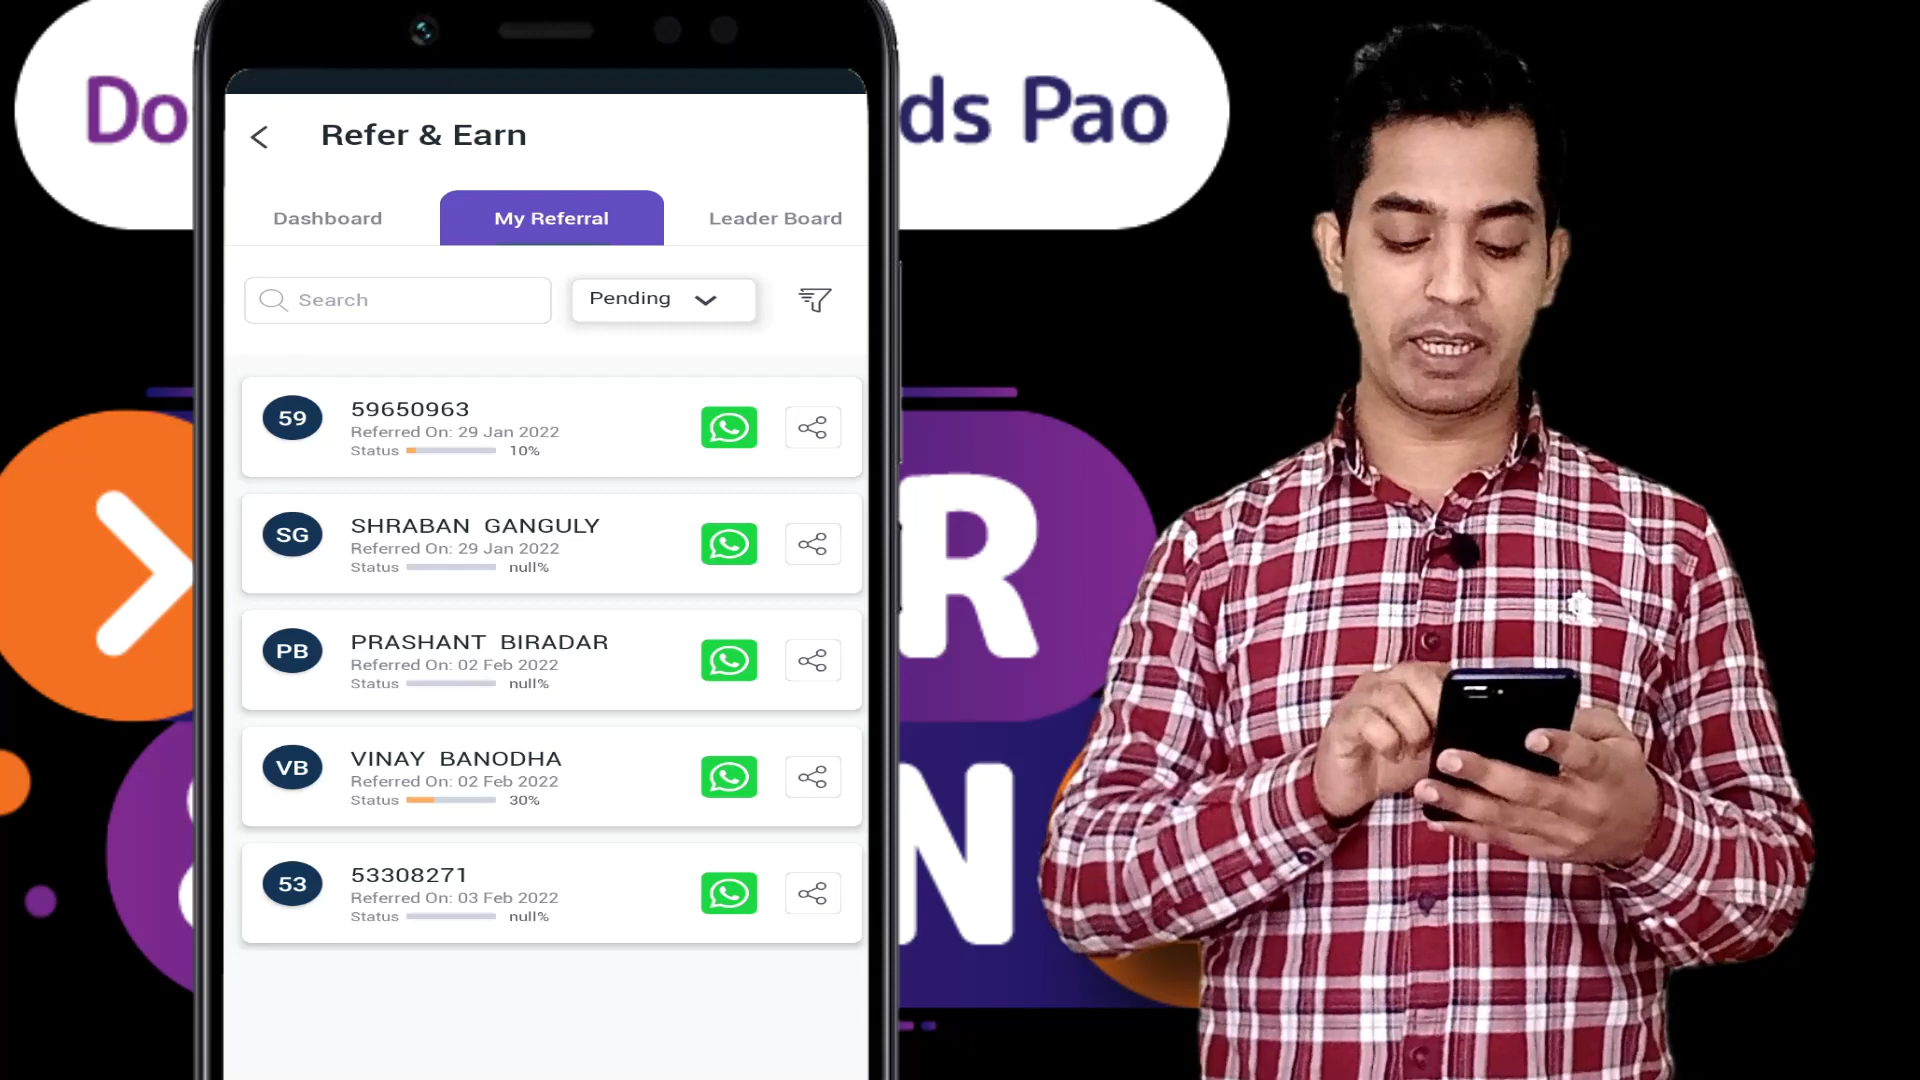 Do
ds Pao
Refer & Earn
Dashboard
My Referral
Leader Board
Search
Pending
59
59650963
Referred On: 29 Jan 2022
Status 10%
SG
SHRABAN GANGULY
Referred On: 29 Jan 2022
Status null%
PB
PRASHANT BIRADAR
Referred On: 02 Feb 2022
Status null%
VB
VINAY BANODHA
Referred On: 02 Feb 2022
Status 30%
53
53308271
Referred On: 03 Feb 2022
Status null%
R
N